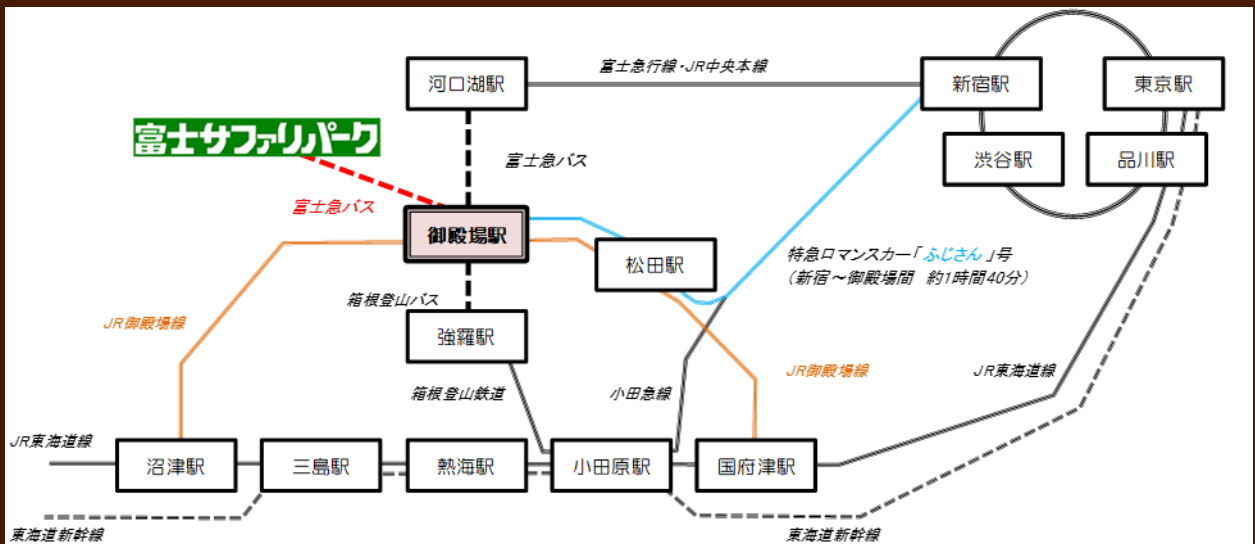 富士急行線・JR中央本線
河口湖駅
新宿駅
東京駅
富士サファリパーク
富士急バス
渋谷駅
品川駅
富士急バス
御殿場駅
松田駅
特急ロマンスカー「ふじさん」号
（新宿～御殿場間 約1時間40分）
箱根登山バス
JR御殿場線
強羅駅
JR御殿場線
JR東海道線
箱根登山鉄道
小田急線
JR東海道線
沼津駅
三島駅
熱海駅
小田原駅
国府津駅
東海道新幹線
東海道新幹線